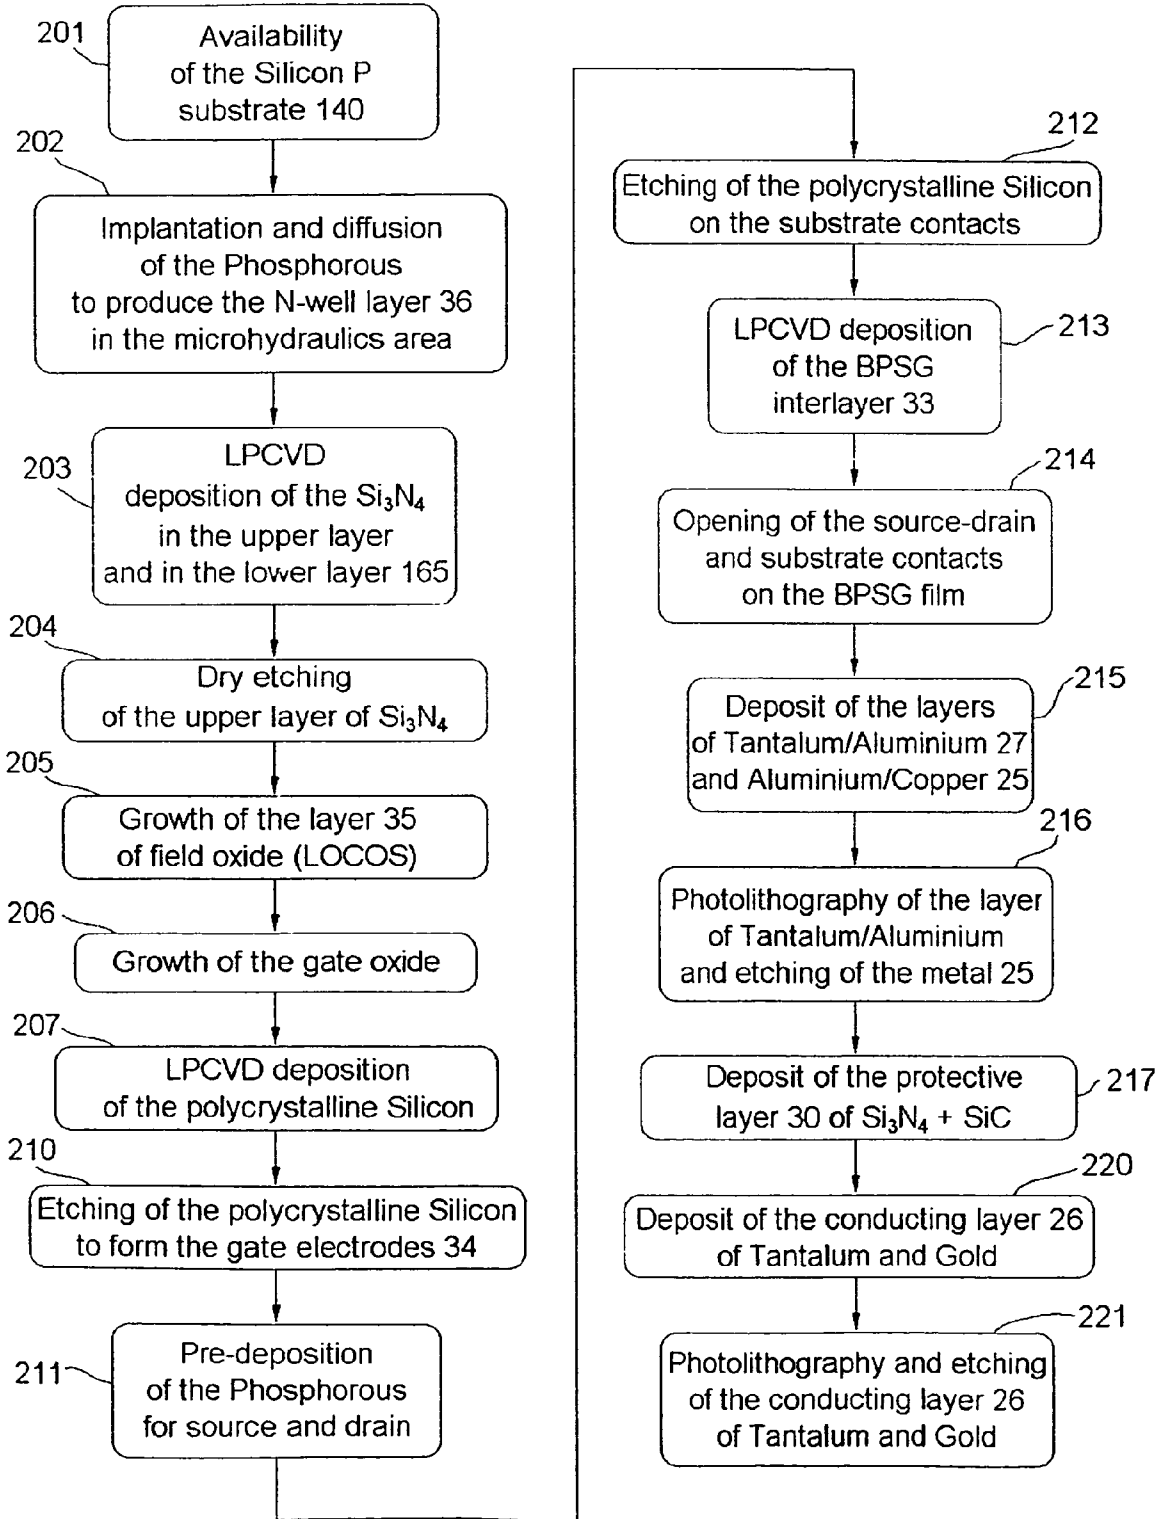 201
Availability
of the Silicon P
substrate 140
202
Implantation and diffusion
of the Phosphorous
to produce the N-well layer 36
in the microhydraulics area
203
LPCVD
deposition of the Si₃N₄
in the upper layer
and in the lower layer 165
204
Dry etching
of the upper layer of Si₃N₄
205
Growth of the layer 35
of field oxide (LOCOS)
206
Growth of the gate oxide
207
LPCVD deposition
of the polycrystalline Silicon
210
Etching of the polycrystalline Silicon
to form the gate electrodes 34
211
Pre-deposition
of the Phosphorous
for source and drain
212
Etching of the polycrystalline Silicon
on the substrate contacts
213
LPCVD deposition
of the BPSG
interlayer 33
214
Opening of the source-drain
and substrate contacts
on the BPSG film
215
Deposit of the layers
of Tantalum/Aluminium 27
and Aluminium/Copper 25
216
Photolithography of the layer
of Tantalum/Aluminium
and etching of the metal 25
217
Deposit of the protective
layer 30 of Si₃N₄ + SiC
220
Deposit of the conducting layer 26
of Tantalum and Gold
221
Photolithography and etching
of the conducting layer 26
of Tantalum and Gold